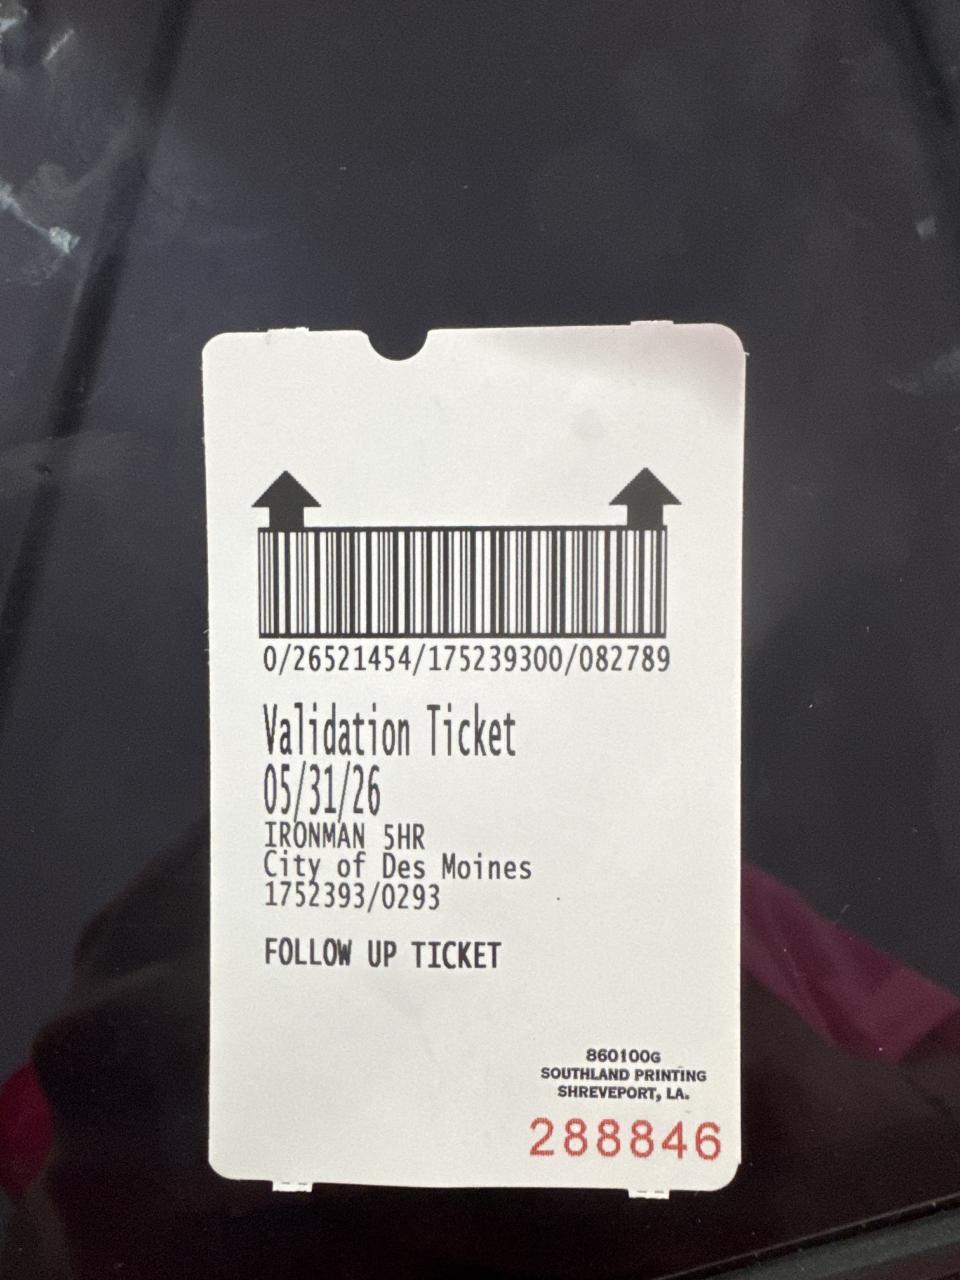 0/26521454/175239300/082789
Validation Ticket
05/31/26
IRONMAN 5HR
City of Des Moines
1752393/0293
FOLLOW UP TICKET
860100G
SOUTHLAND PRINTING
SHREVEPORT, LA.
288846